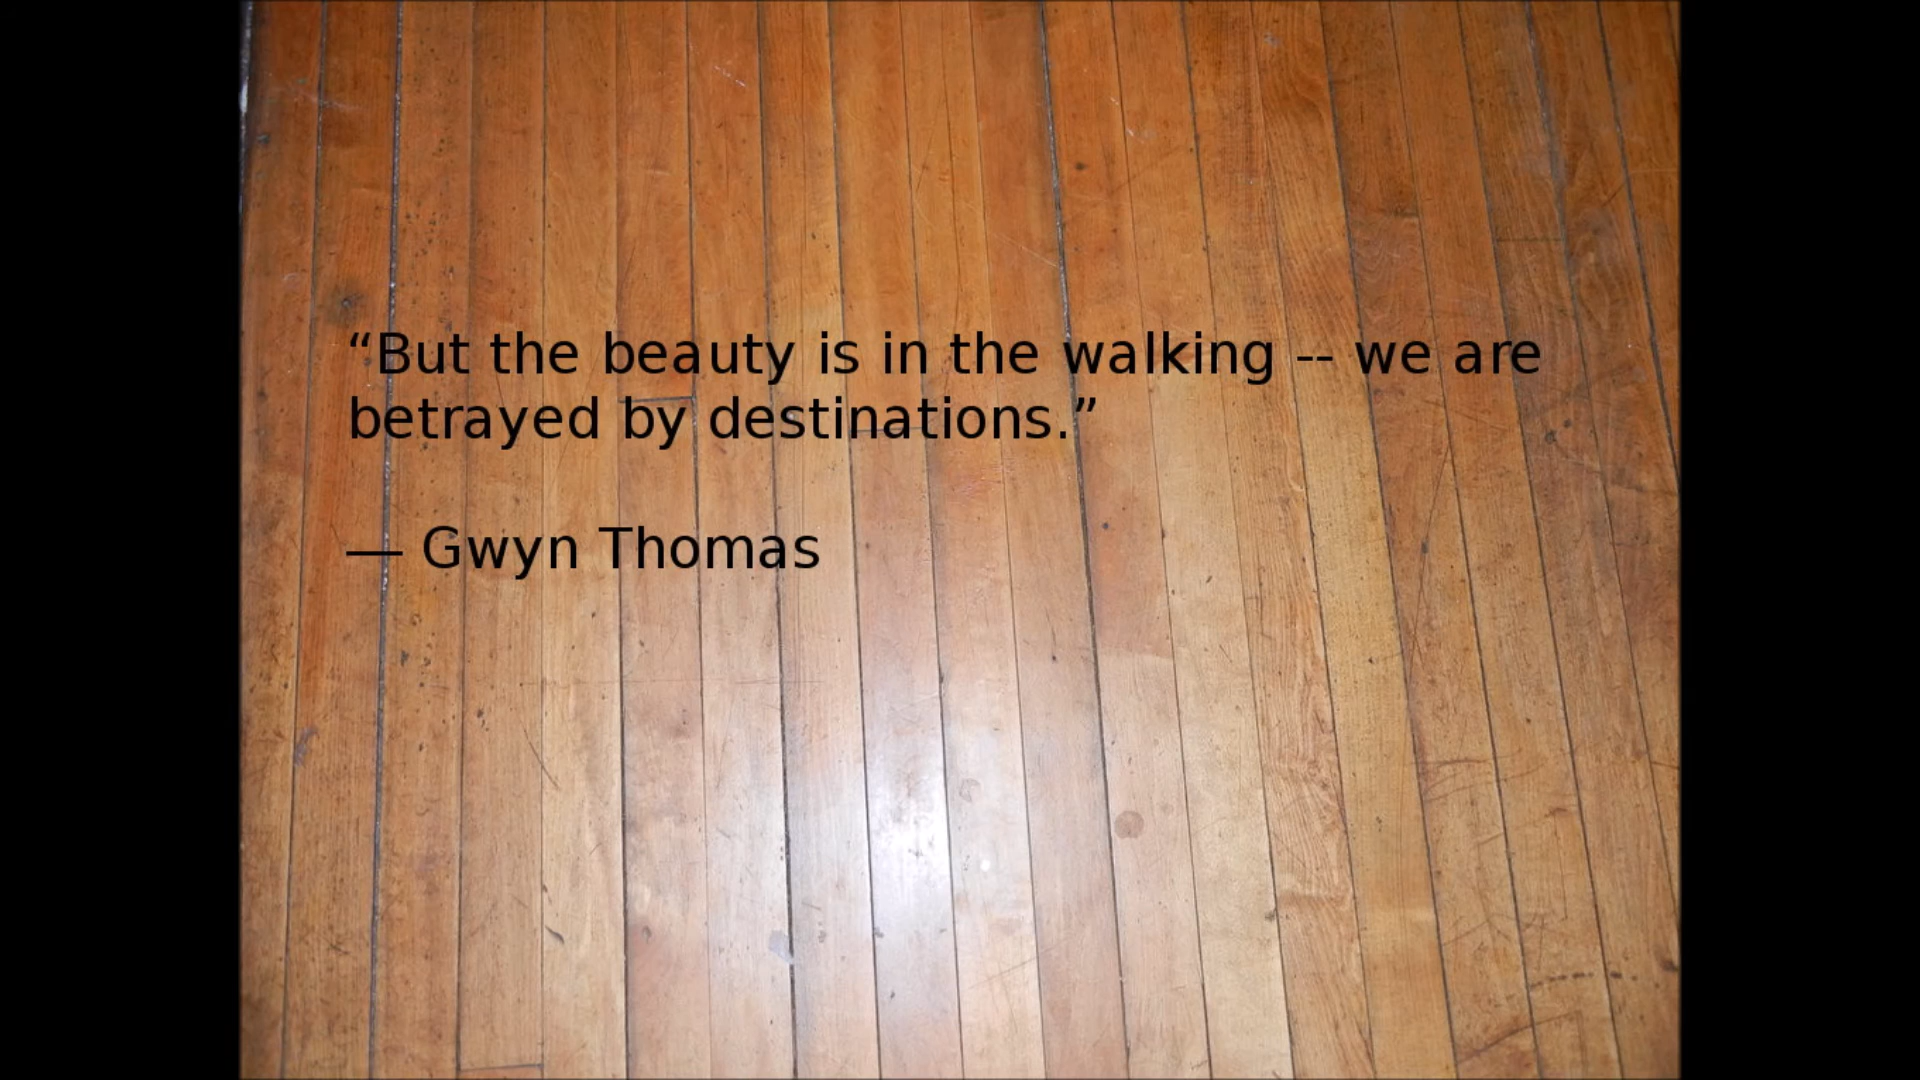 “But the beauty is in the walking -- we are
betrayed by destinations.”
― Gwyn Thomas